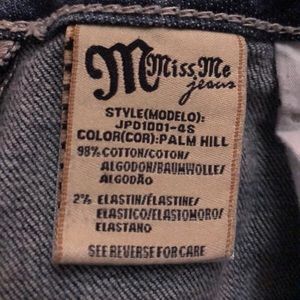 M Miss Me
jeans
STYLE(MODELO):
JPD1001-4S
COLOR(COR):PALM HILL
98% COTTON/COTON/
ALGODON/BAUMWOLLE/
ALGODÃO
2% ELASTIN/ÉLASTINE/
ELASTICO/ELASTOMORO/
ELASTANO
SEE REVERSE FOR CARE